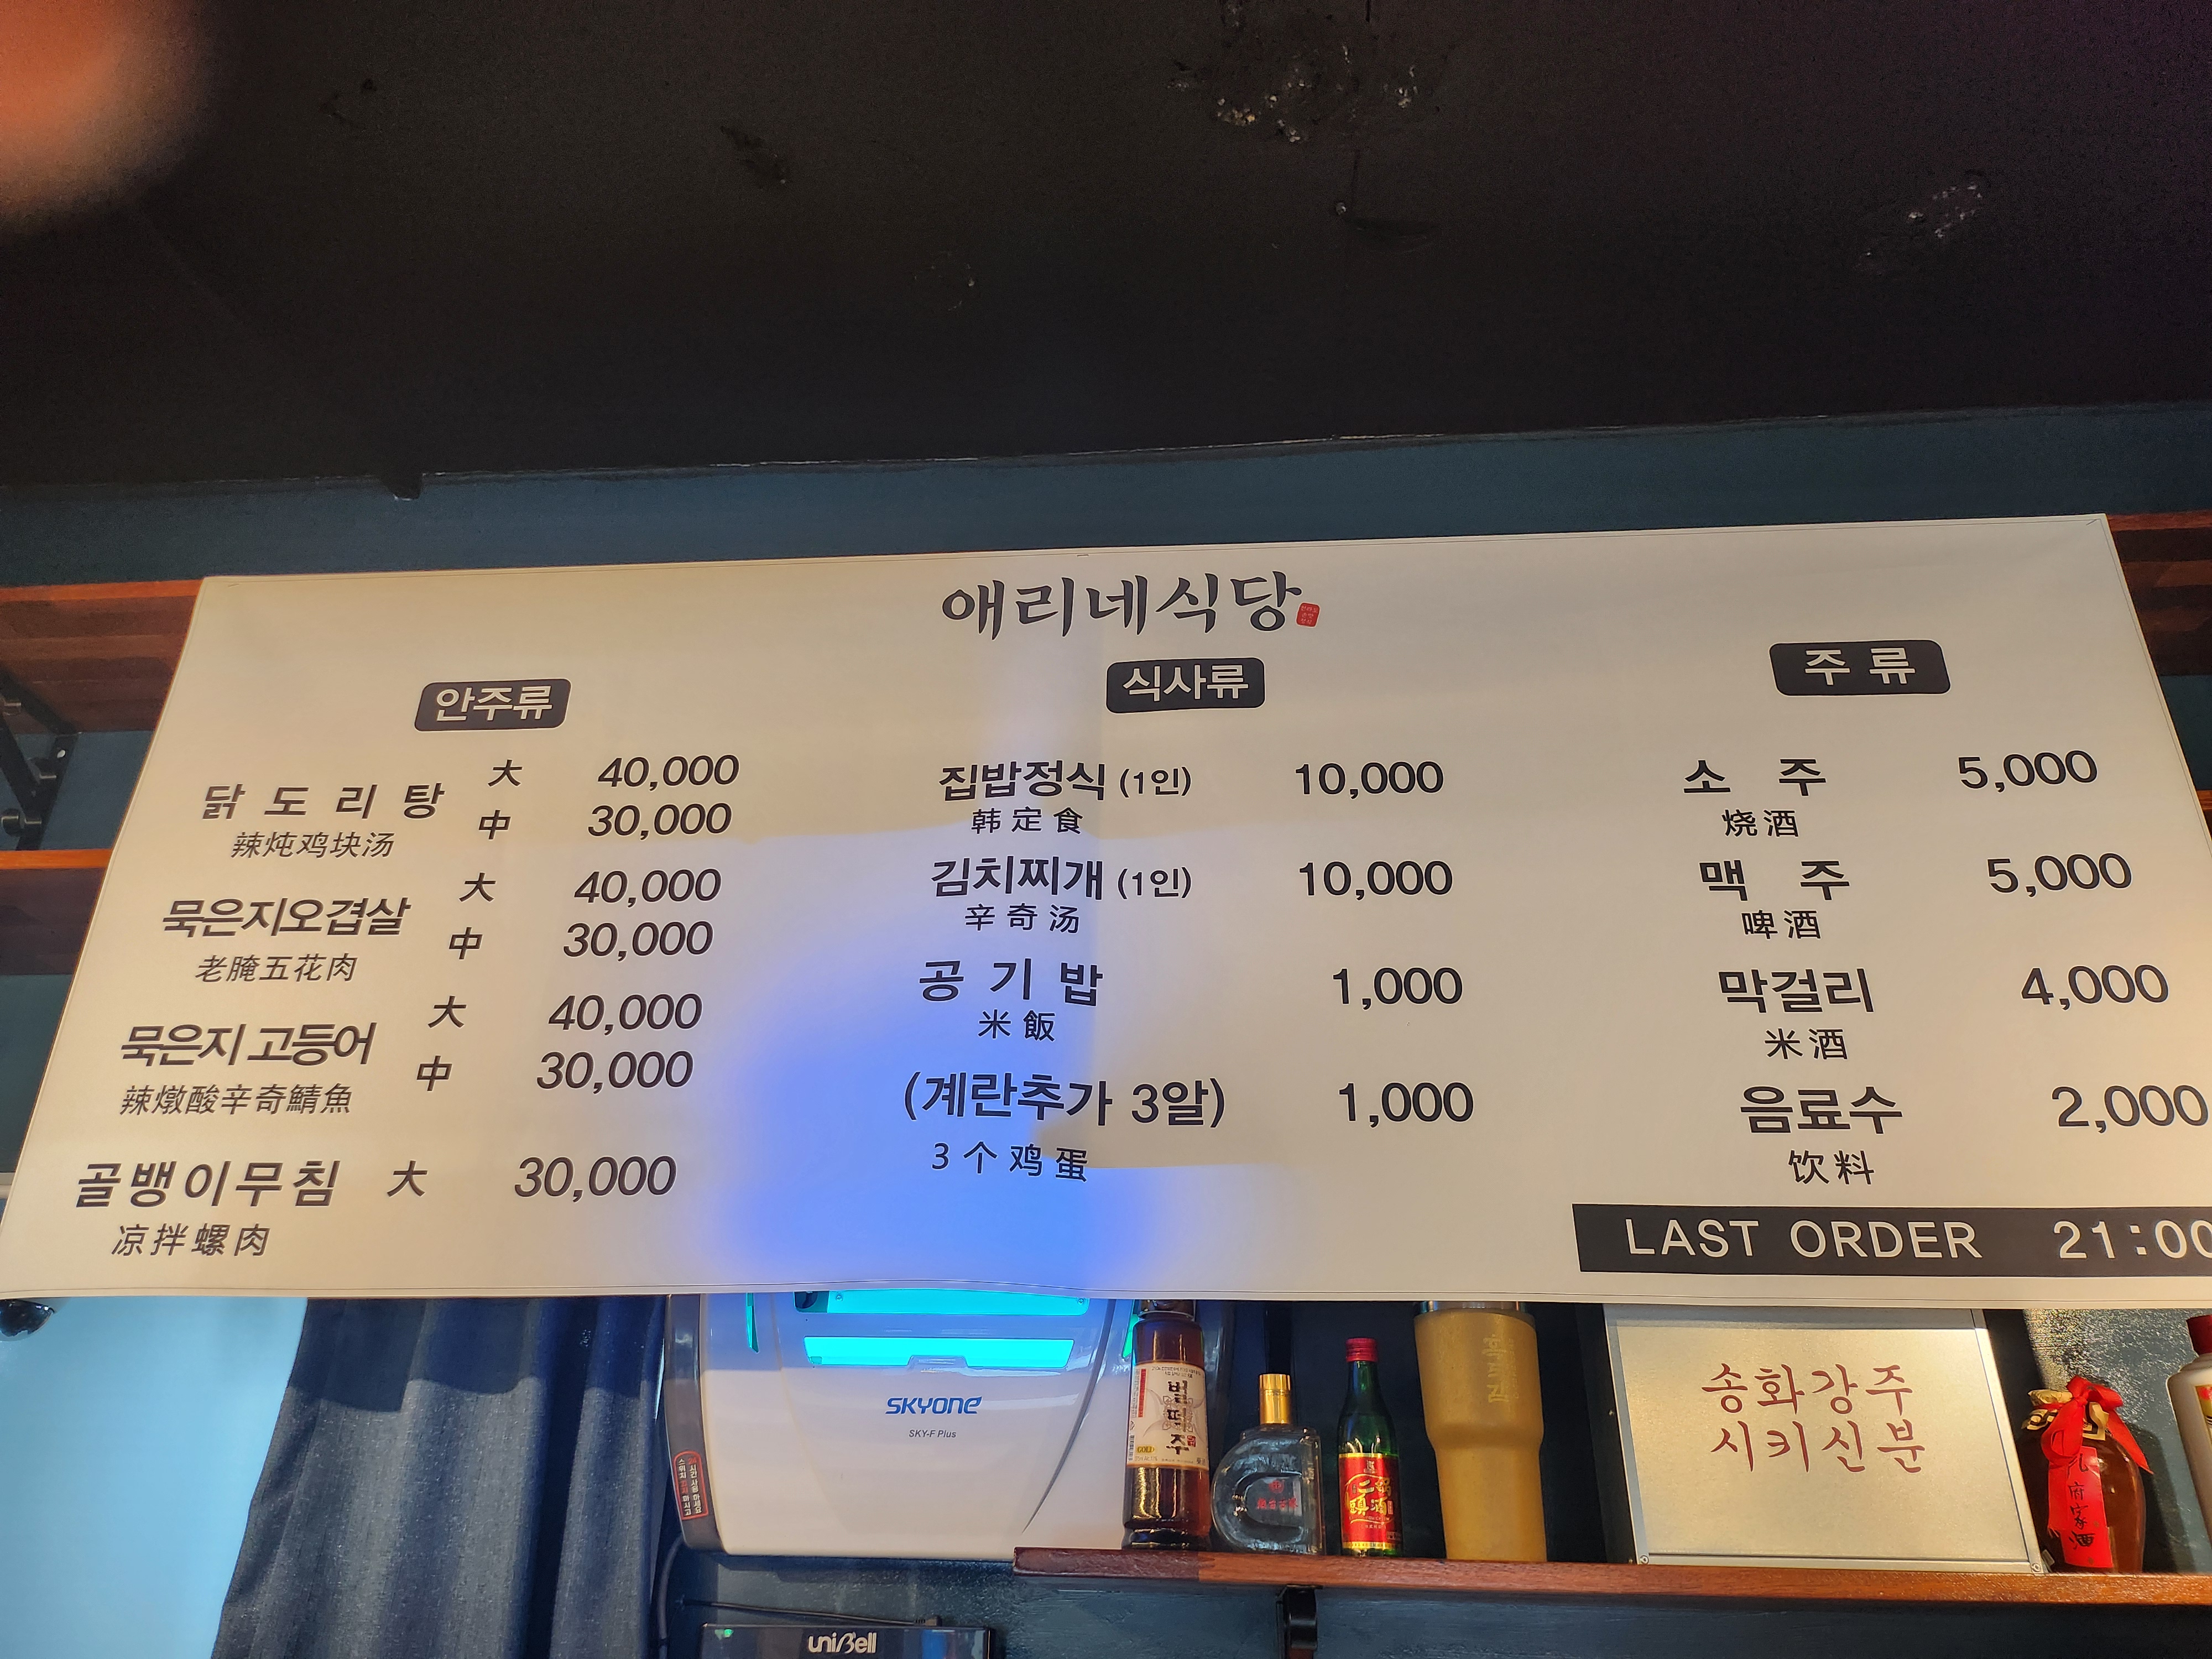 애리네식당
안주류
닭도리탕 大 40,000
中 30,000
辣炖鸡块汤
묵은지오겹살 大 40,000
中 30,000
老腌五花肉
묵은지 고등어 大 40,000
中 30,000
辣燉酸辛奇鯖魚
골뱅이무침 大 30,000
凉拌螺肉
식사류
집밥정식 (1인) 10,000
韩定食
김치찌개 (1인) 10,000
辛奇汤
공기밥 1,000
米飯
(계란추가 3알) 1,000
3个鸡蛋
주류
소주 5,000
烧酒
맥주 5,000
啤酒
막걸리 4,000
米酒
음료수 2,000
饮料
LAST ORDER 21:00
SKYONE
SKY-F Plus
uniBell
벌떡주
송화강주
시키신분
府家酒